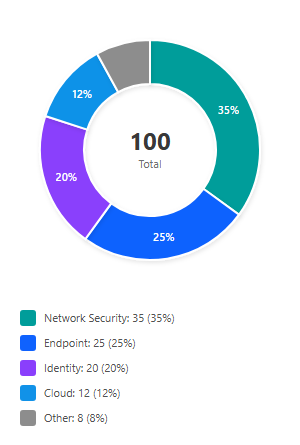 12%
35%
100
Total
20%
25%
Network Security: 35 (35%)
Endpoint: 25 (25%)
Identity: 20 (20%)
Cloud: 12 (12%)
Other: 8 (8%)